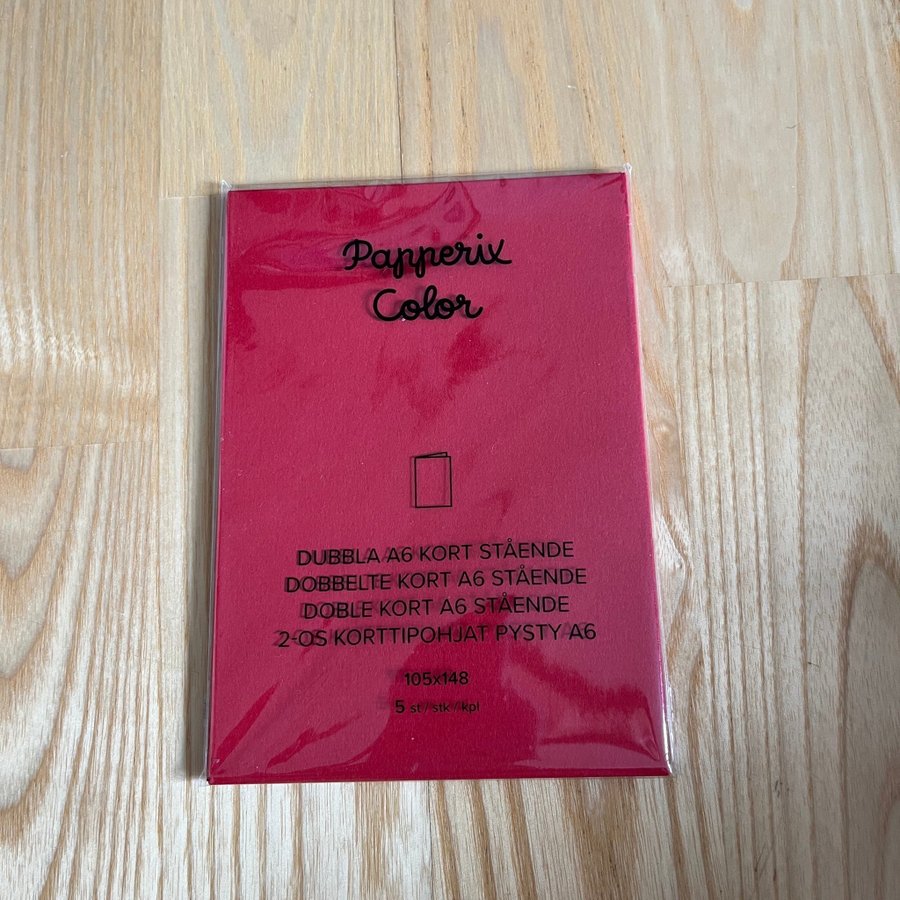 Papperix
Color
DUBBLA A6 KORT STÅENDE
DOBBELTE KORT A6 STÅENDE
DOBLE KORT A6 STÅENDE
2-OS KORTTIPOHJAT PYSTY A6
105x148
5 st / stk / kpl